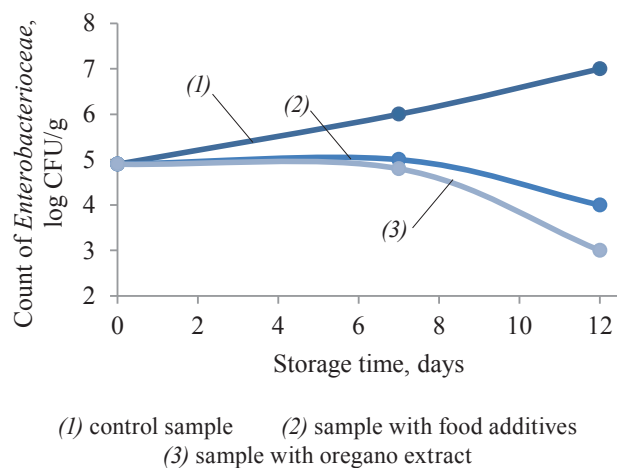 8
7
6
5
4
3
2
Count of Enterobacterioceae,
log CFU/g
(1)
(2)
(3)
0 2 4 6 8 10 12
Storage time, days
(1) control sample (2) sample with food additives
(3) sample with oregano extract